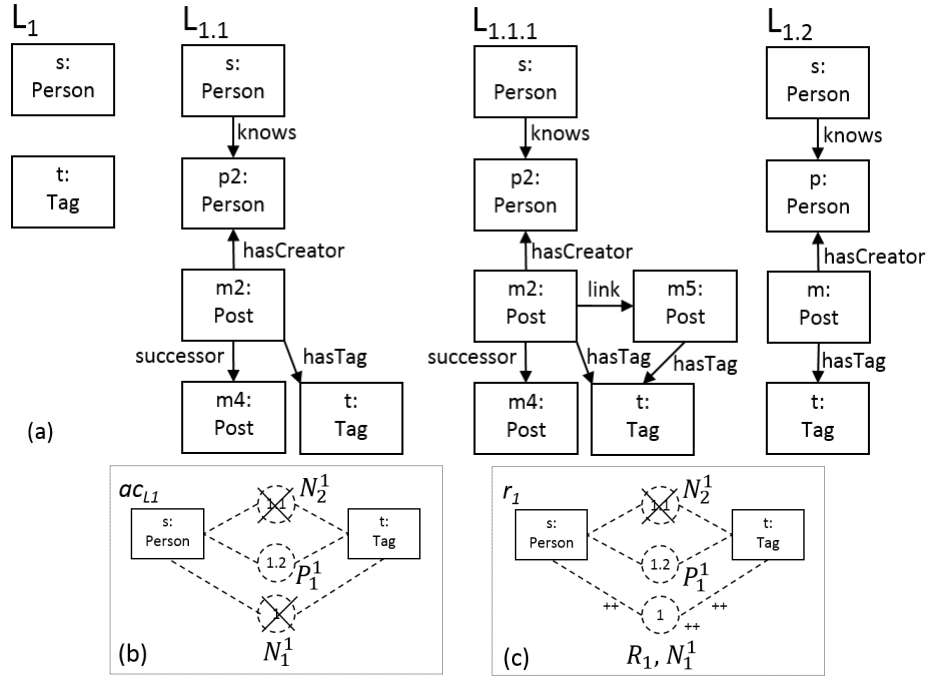 L1
s:
Person
t:
Tag
L1.1
s:
Person
knows
p2:
Person
hasCreator
m2:
Post
successor
hasTag
m4:
Post
t:
Tag
L1.1.1
s:
Person
knows
p2:
Person
hasCreator
m2:
Post
link
m5:
Post
successor
hasTag
hasTag
m4:
Post
t:
Tag
L1.2
s:
Person
knows
p:
Person
hasCreator
m:
Post
hasTag
t:
Tag
(a)
acL1
s:
Person
1.1
N₂¹
t:
Tag
1.2
P₁¹
1
N₁¹
(b)
r1
s:
Person
1.1
N₂¹
t:
Tag
1.2
P₁¹
++
++
1
++
R₁, N₁¹
(c)